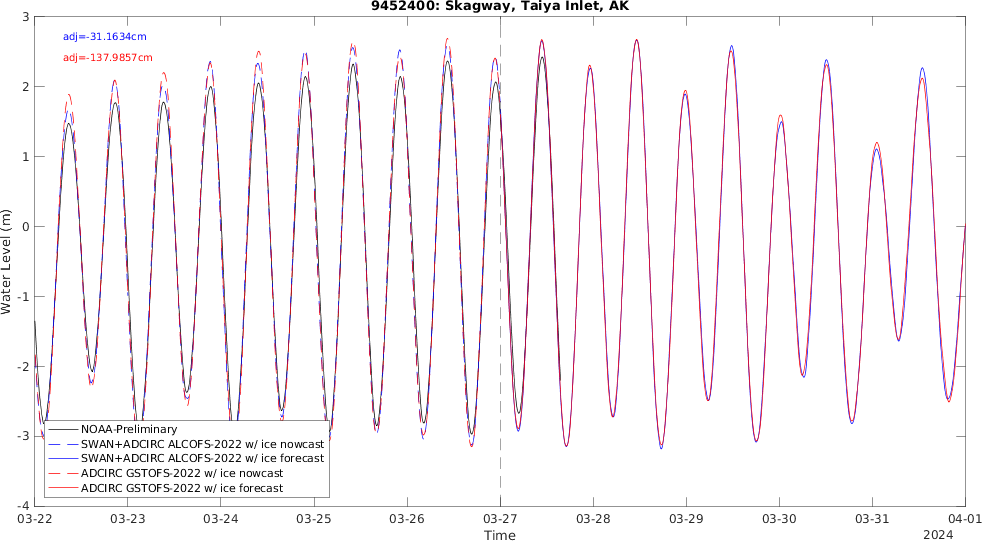 9452400: Skagway, Taiya Inlet, AK
adj=-31.1634cm
adj=-137.9857cm
Water Level (m)
3
2
1
0
-1
-2
-3
-4
NOAA-Preliminary
SWAN+ADCIRC ALCOFS-2022 w/ ice nowcast
SWAN+ADCIRC ALCOFS-2022 w/ ice forecast
ADCIRC GSTOFS-2022 w/ ice nowcast
ADCIRC GSTOFS-2022 w/ ice forecast
03-22 03-23 03-24 03-25 03-26 03-27 03-28 03-29 03-30 03-31 04-01
Time
2024